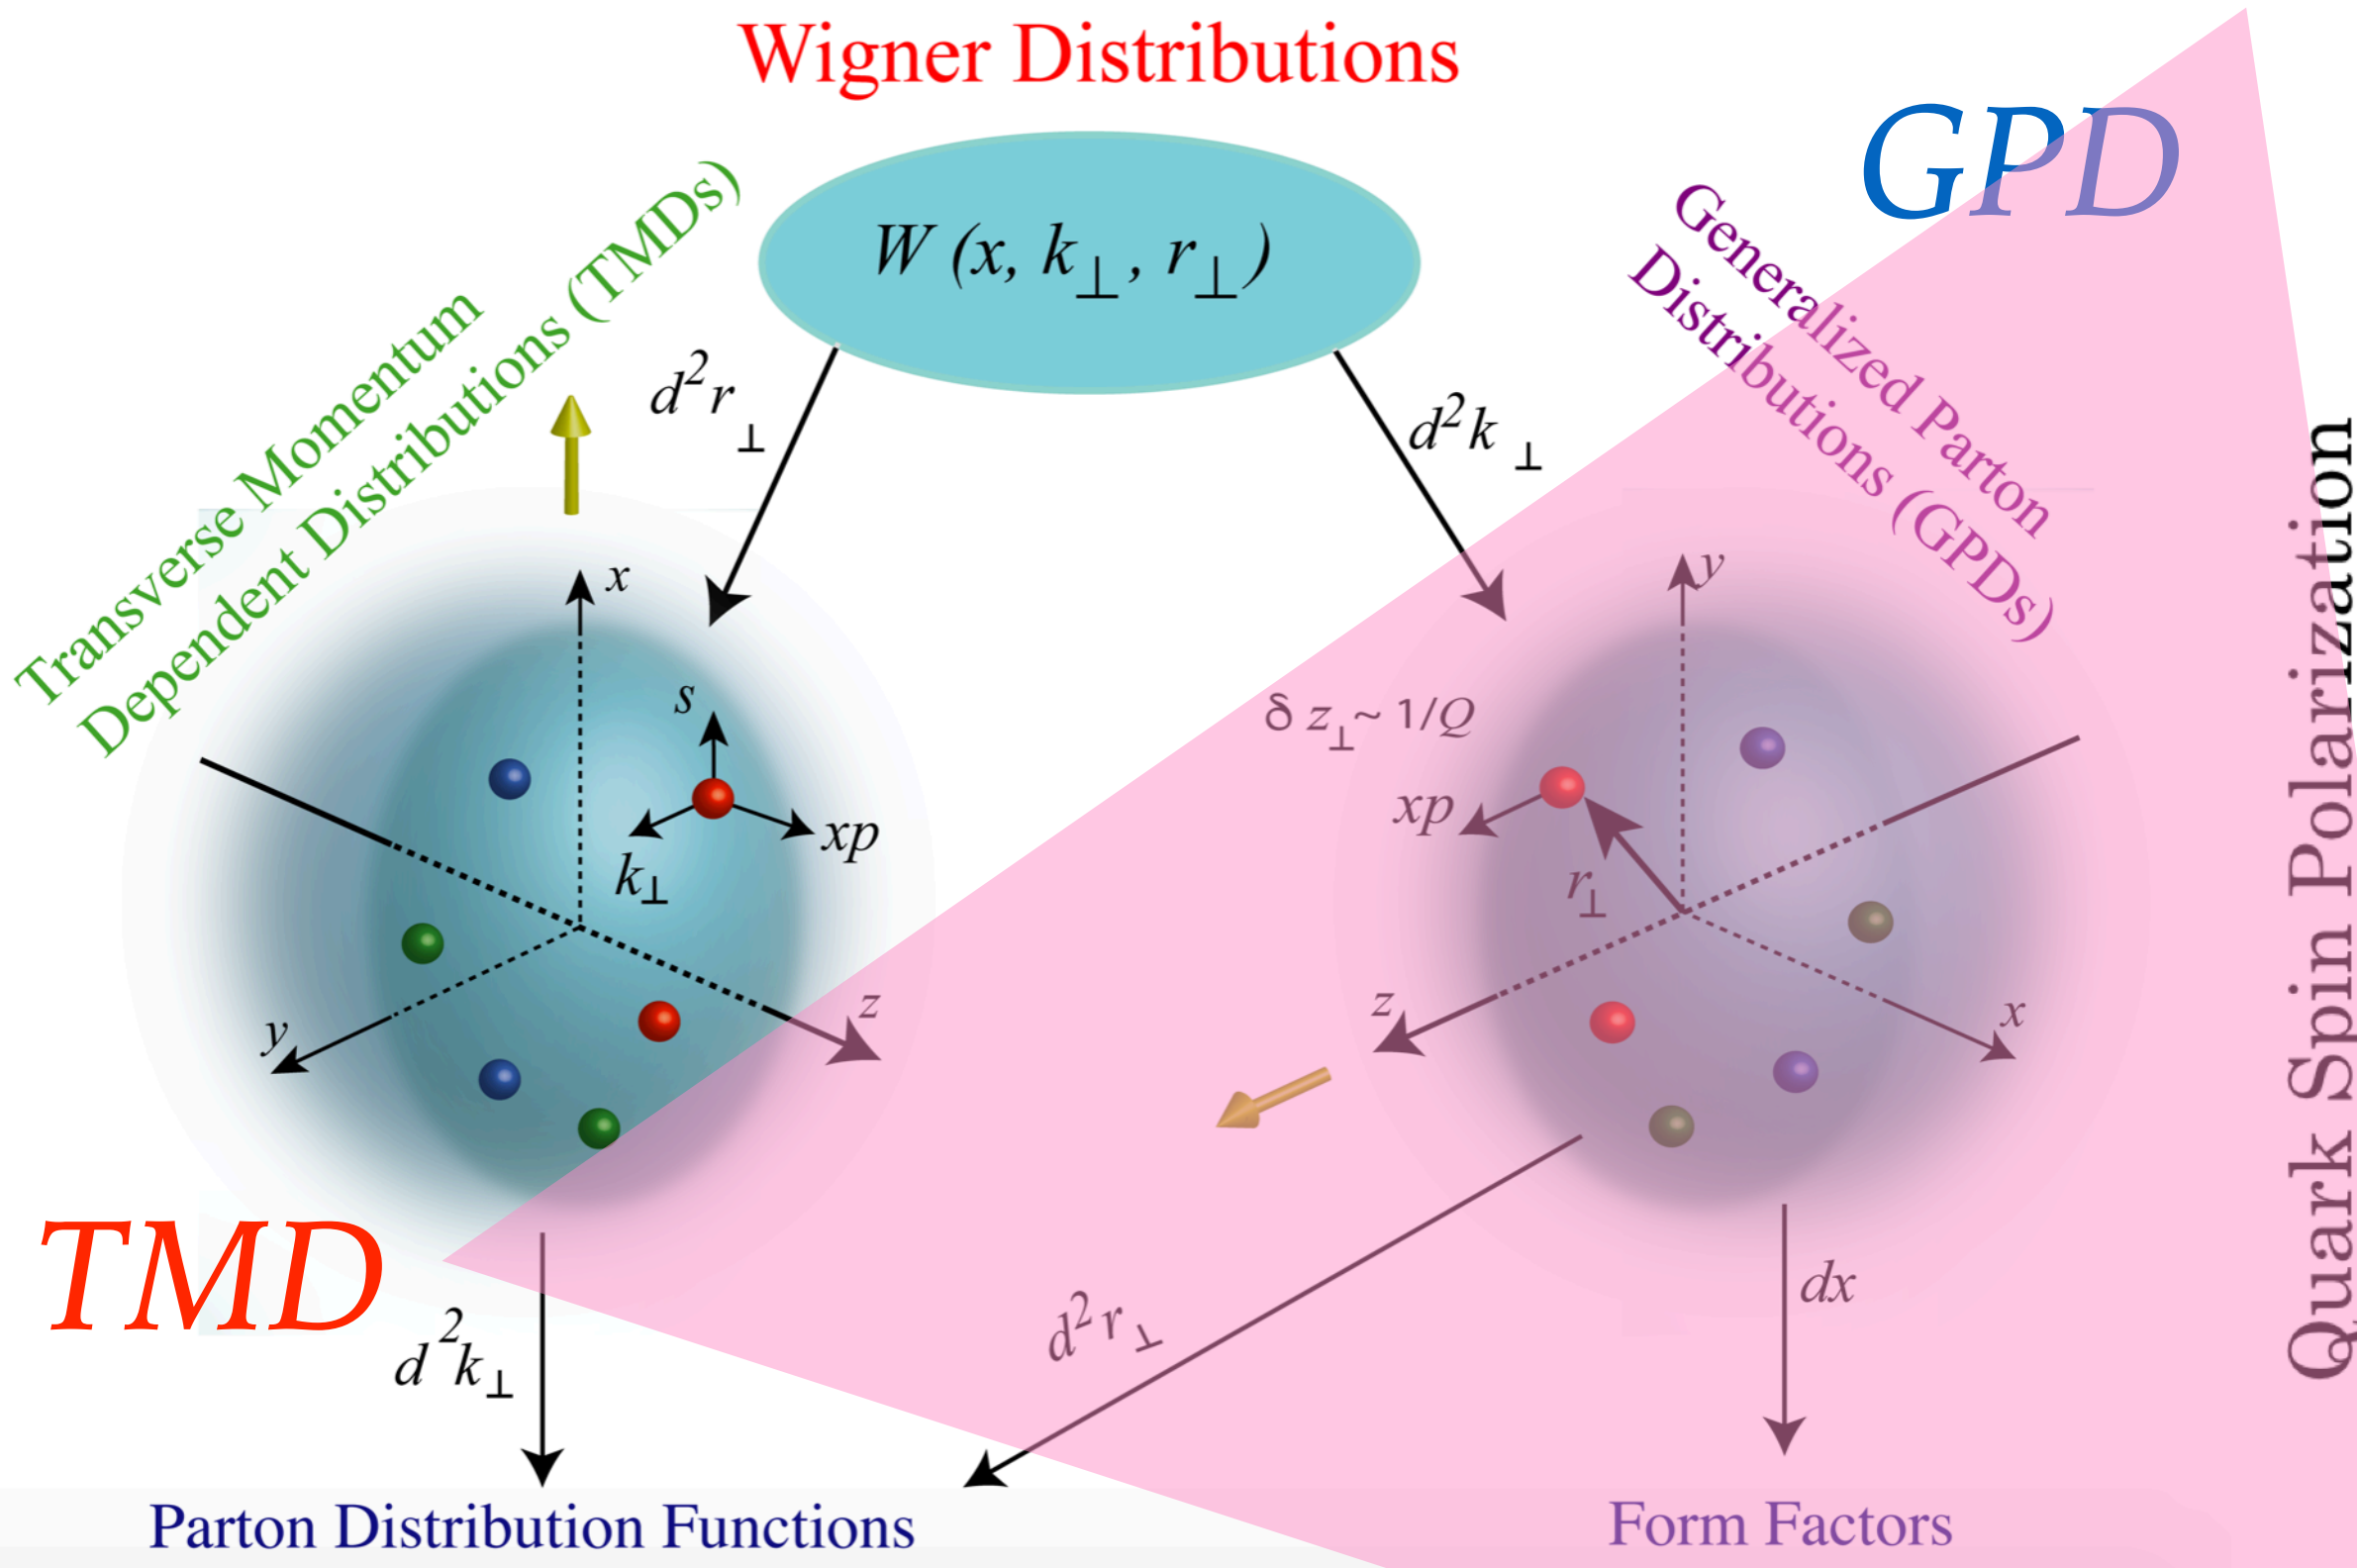 Wigner Distributions
GPD
W (x, k⊥, r⊥)
Transverse Momentum
Dependent Distributions (TMDs)
Generalized Parton
Distributions (GPDs)
d²r⊥
d²k⊥
x
s
xp
k⊥
y
z
y
δ z⊥ ~ 1/Q
xp
r⊥
z
x
Quark Spin Polarization
TMD
d²k⊥
d²r⊥
dx
Parton Distribution Functions
Form Factors